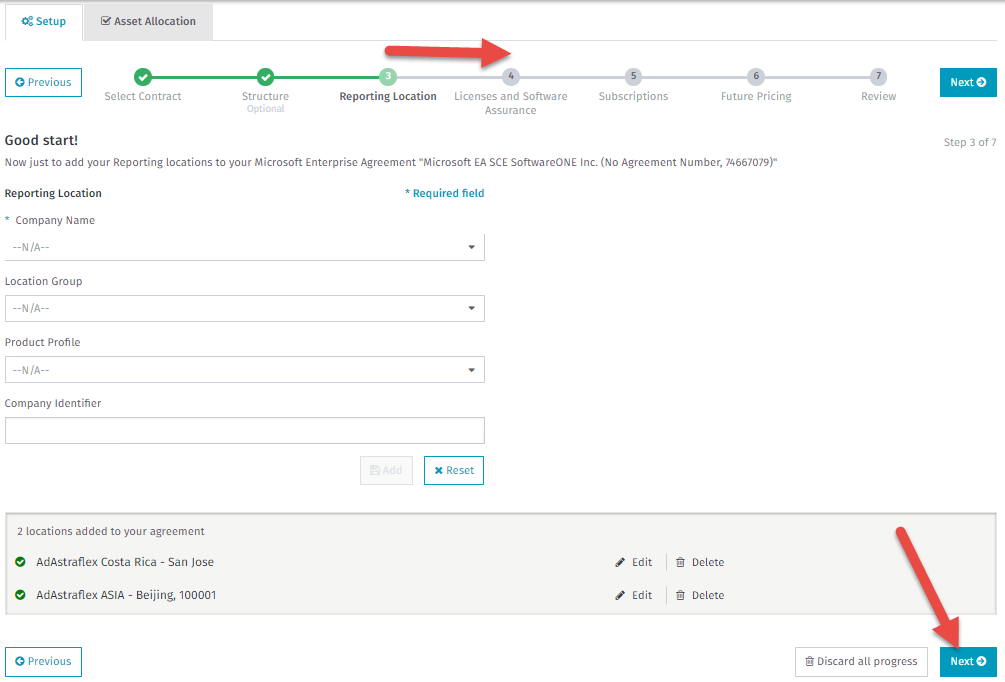 Setup
Asset Allocation
Previous
3
4
5
6
7
Next
Select Contract
Structure
Optional
Reporting Location
Licenses and Software
Assurance
Subscriptions
Future Pricing
Review
Good start!
Step 3 of 7
Now just to add your Reporting locations to your Microsoft Enterprise Agreement "Microsoft EA SCE SoftwareONE Inc. (No Agreement Number, 74667079)"
Reporting Location
* Required field
* Company Name
--N/A--
Location Group
--N/A--
Product Profile
--N/A--
Company Identifier
Add
Reset
2 locations added to your agreement
AdAstraflex Costa Rica - San Jose
Edit
Delete
AdAstraflex ASIA - Beijing, 100001
Edit
Delete
Previous
Discard all progress
Next